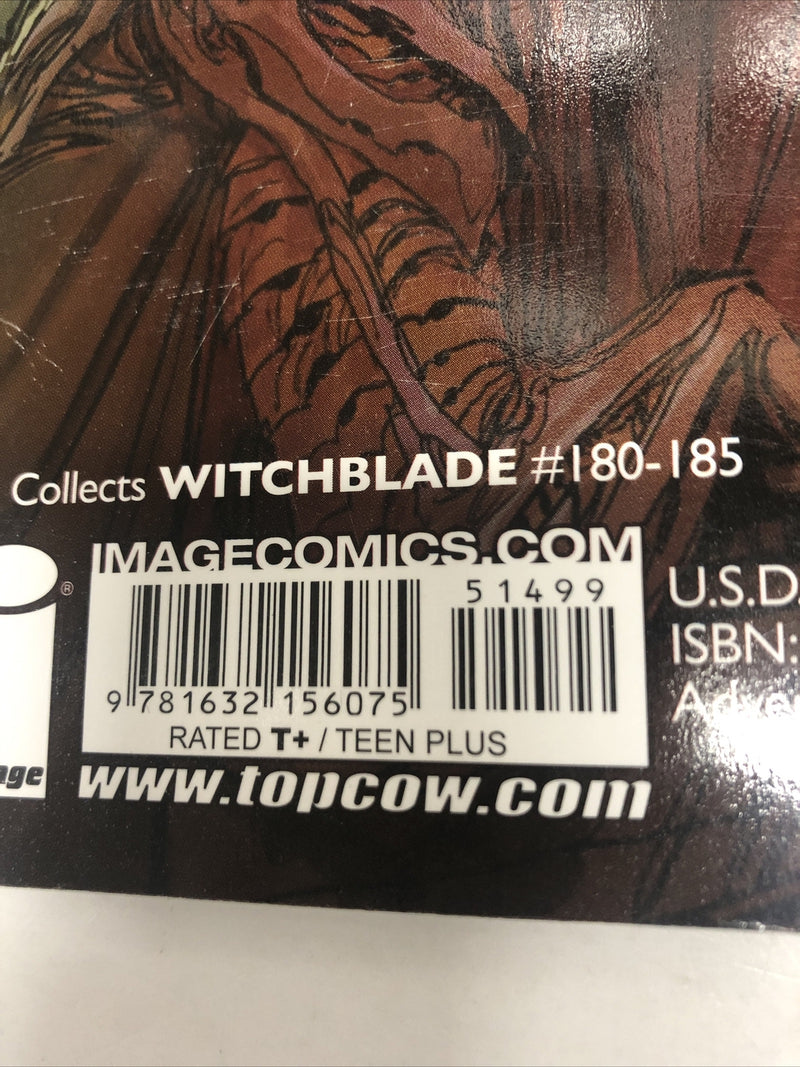 Collects WITCHBLADE #180-185
IMAGECOMICS.COM
®
51499
U.S.D.
ISBN:
9 781632 156075
RATED T+ / TEEN PLUS
www.topcow.com